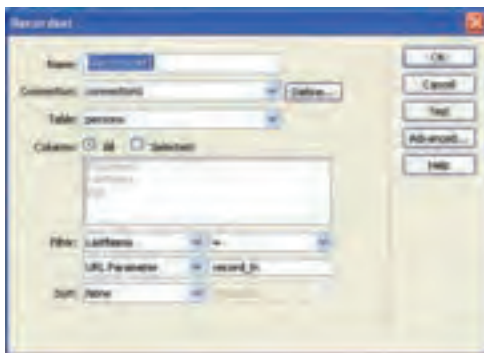 Recordset
Name:
OK
Connection: connection1 Define...
Cancel
Table: persons
Test
Columns: All Selected:
Advanced...
Help
Filter: LastName =
URL Parameter record_ln
Sort: None